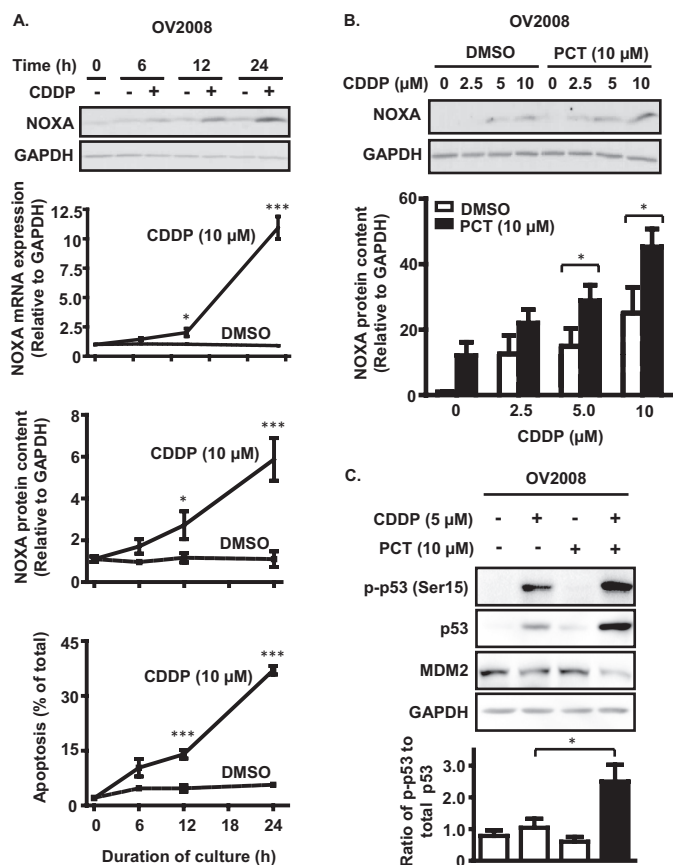 A.
OV2008
Time (h) 0 6 12 24
CDDP - - + - + - +
NOXA
GAPDH
NOXA mRNA expression
(Relative to GAPDH)
12.5
10.0
7.5
5.0
2.5
0
CDDP (10 µM)
***
*
DMSO
NOXA protein content
(Relative to GAPDH)
8
6
4
2
0
CDDP (10 µM)
***
*
DMSO
Apoptosis (% of total)
45
30
15
0
CDDP (10 µM)
***
***
DMSO
0 6 12 18 24
Duration of culture (h)
B.
OV2008
DMSO PCT (10 µM)
CDDP (µM) 0 2.5 5 10 0 2.5 5 10
NOXA
GAPDH
NOXA protein content
(Relative to GAPDH)
60
40
20
0
DMSO
PCT (10 µM)
*
*
0 2.5 5.0 10
CDDP (µM)
C.
OV2008
CDDP (5 µM) - + - +
PCT (10 µM) - - + +
p-p53 (Ser15)
p53
MDM2
GAPDH
Ratio of p-p53 to
total p53
3.0
2.0
1.0
0
*